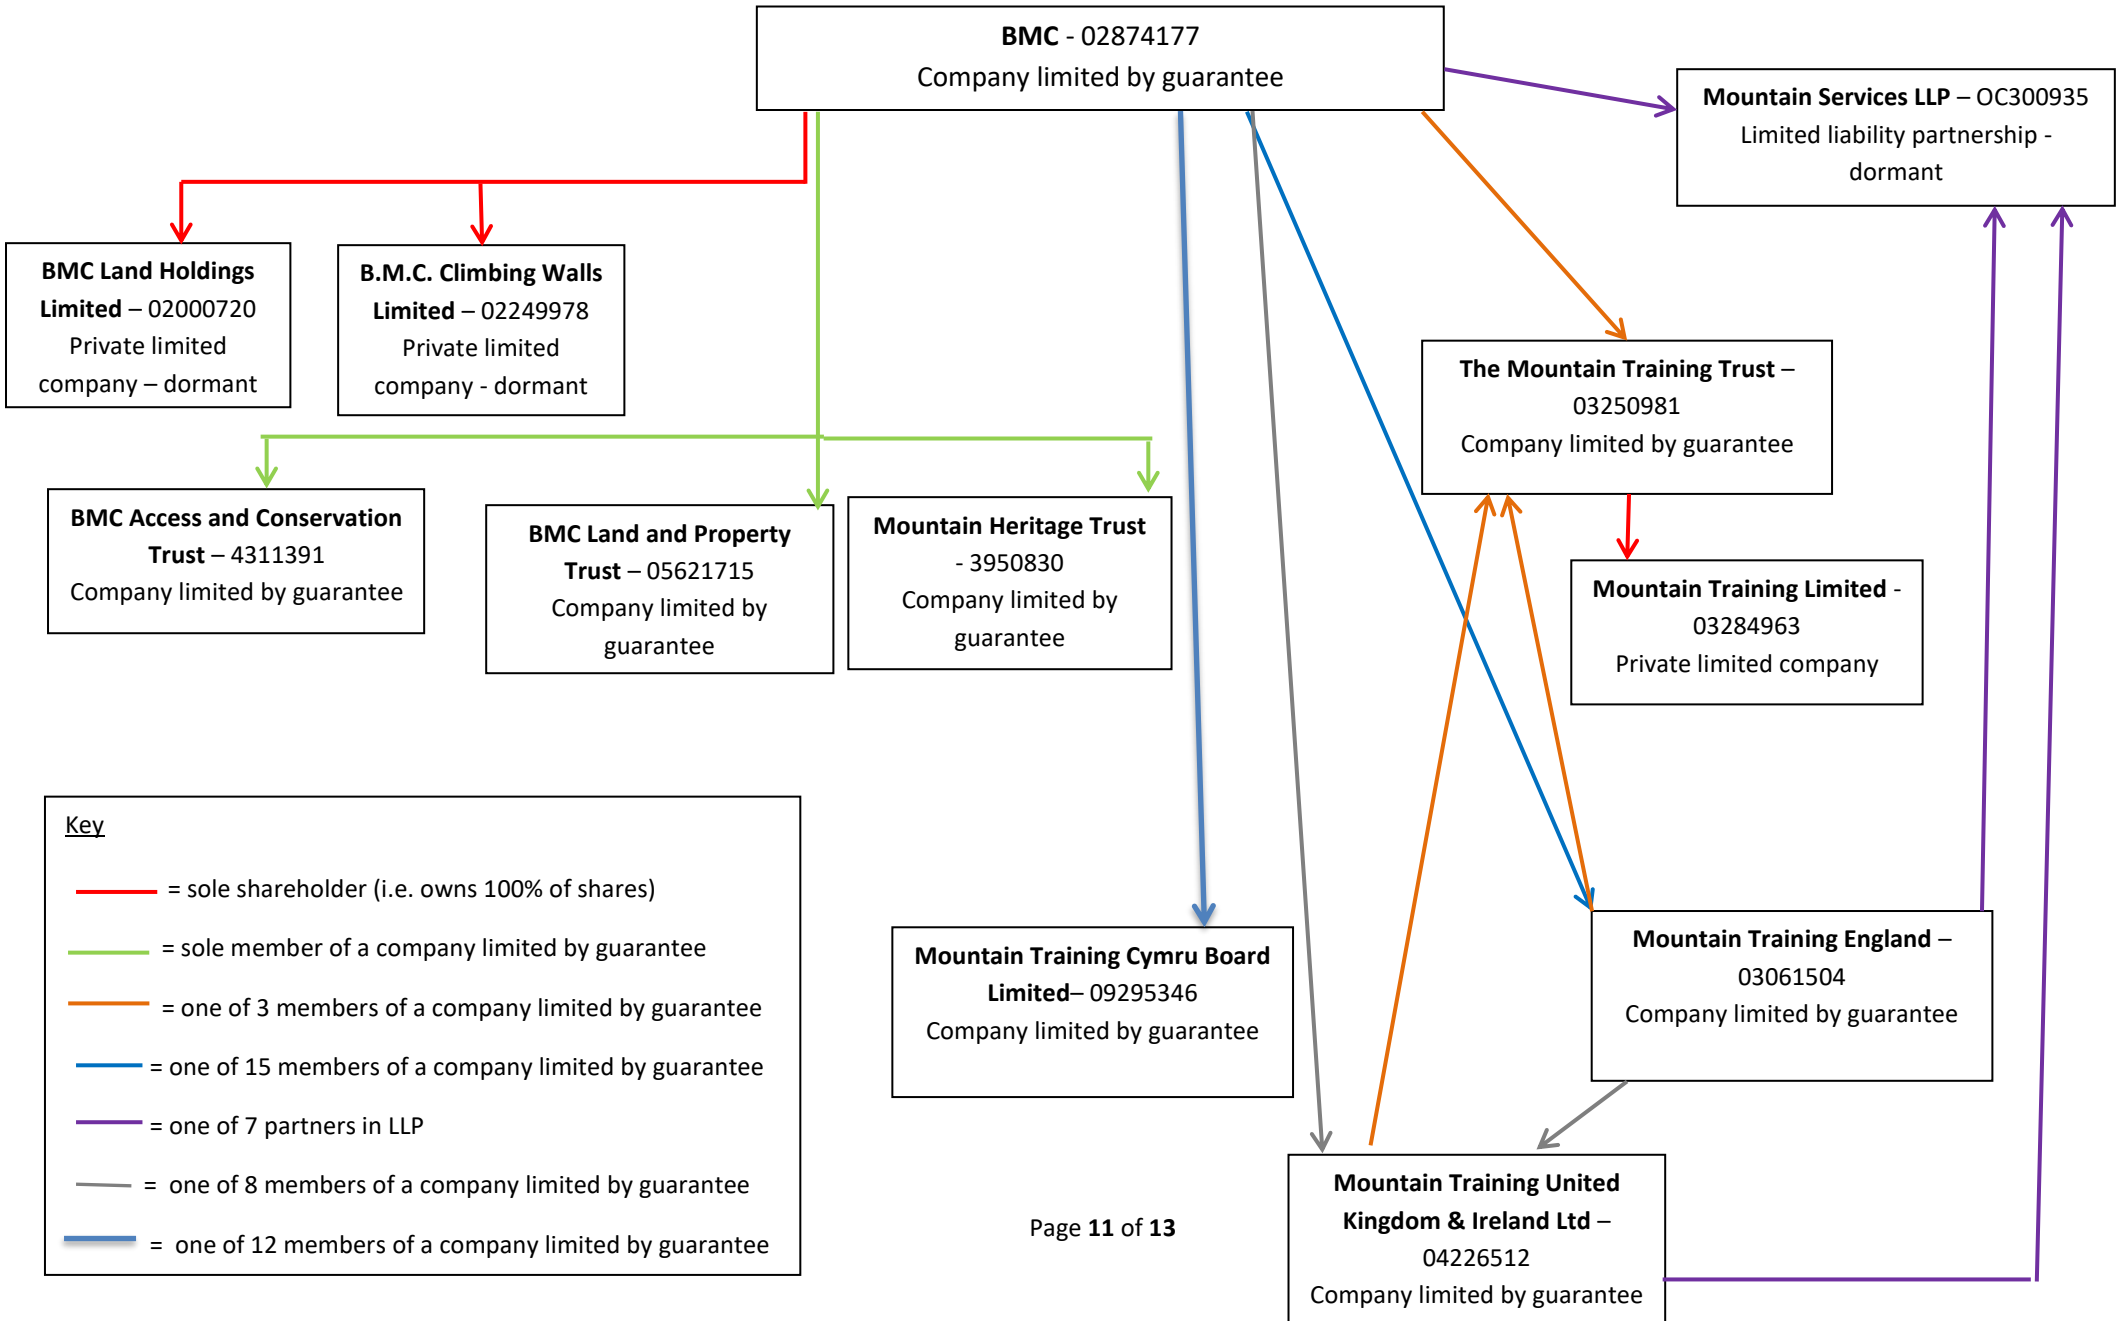 BMC - 02874177
Company limited by guarantee
Mountain Services LLP – OC300935
Limited liability partnership -
dormant
BMC Land Holdings
Limited – 02000720
Private limited
company – dormant
B.M.C. Climbing Walls
Limited – 02249978
Private limited
company - dormant
The Mountain Training Trust –
03250981
Company limited by guarantee
BMC Access and Conservation
Trust – 4311391
Company limited by guarantee
BMC Land and Property
Trust – 05621715
Company limited by
guarantee
Mountain Heritage Trust
- 3950830
Company limited by
guarantee
Mountain Training Limited -
03284963
Private limited company
Key
= sole shareholder (i.e. owns 100% of shares)
= sole member of a company limited by guarantee
= one of 3 members of a company limited by guarantee
= one of 15 members of a company limited by guarantee
= one of 7 partners in LLP
= one of 8 members of a company limited by guarantee
= one of 12 members of a company limited by guarantee
Mountain Training Cymru Board
Limited– 09295346
Company limited by guarantee
Mountain Training England –
03061504
Company limited by guarantee
Mountain Training United
Kingdom & Ireland Ltd –
04226512
Company limited by guarantee
Page 11 of 13